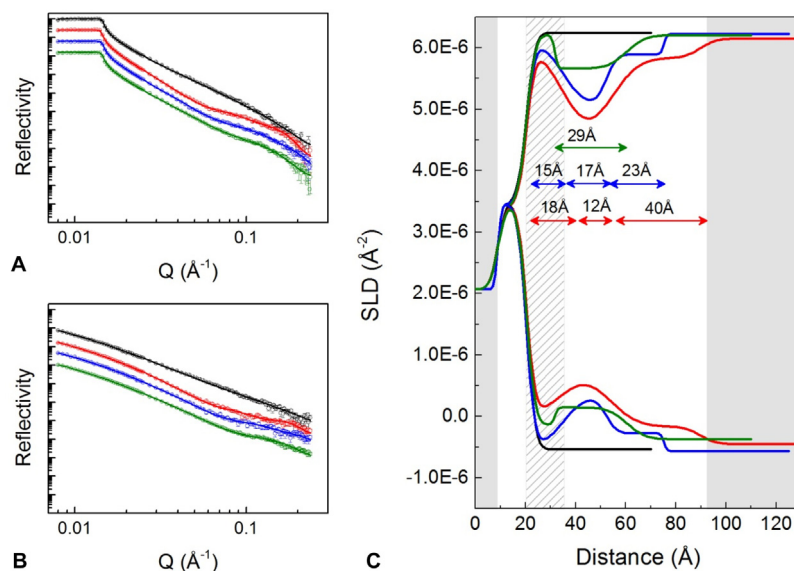 Reflectivity
0.01
0.1
A
Q (Å⁻¹)
Reflectivity
0.01
0.1
B
Q (Å⁻¹)
SLD (Å⁻²)
6.0E-6
5.0E-6
4.0E-6
3.0E-6
2.0E-6
1.0E-6
0.0
-1.0E-6
29Å
15Å 17Å 23Å
18Å 12Å 40Å
0 20 40 60 80 100 120
C
Distance (Å)